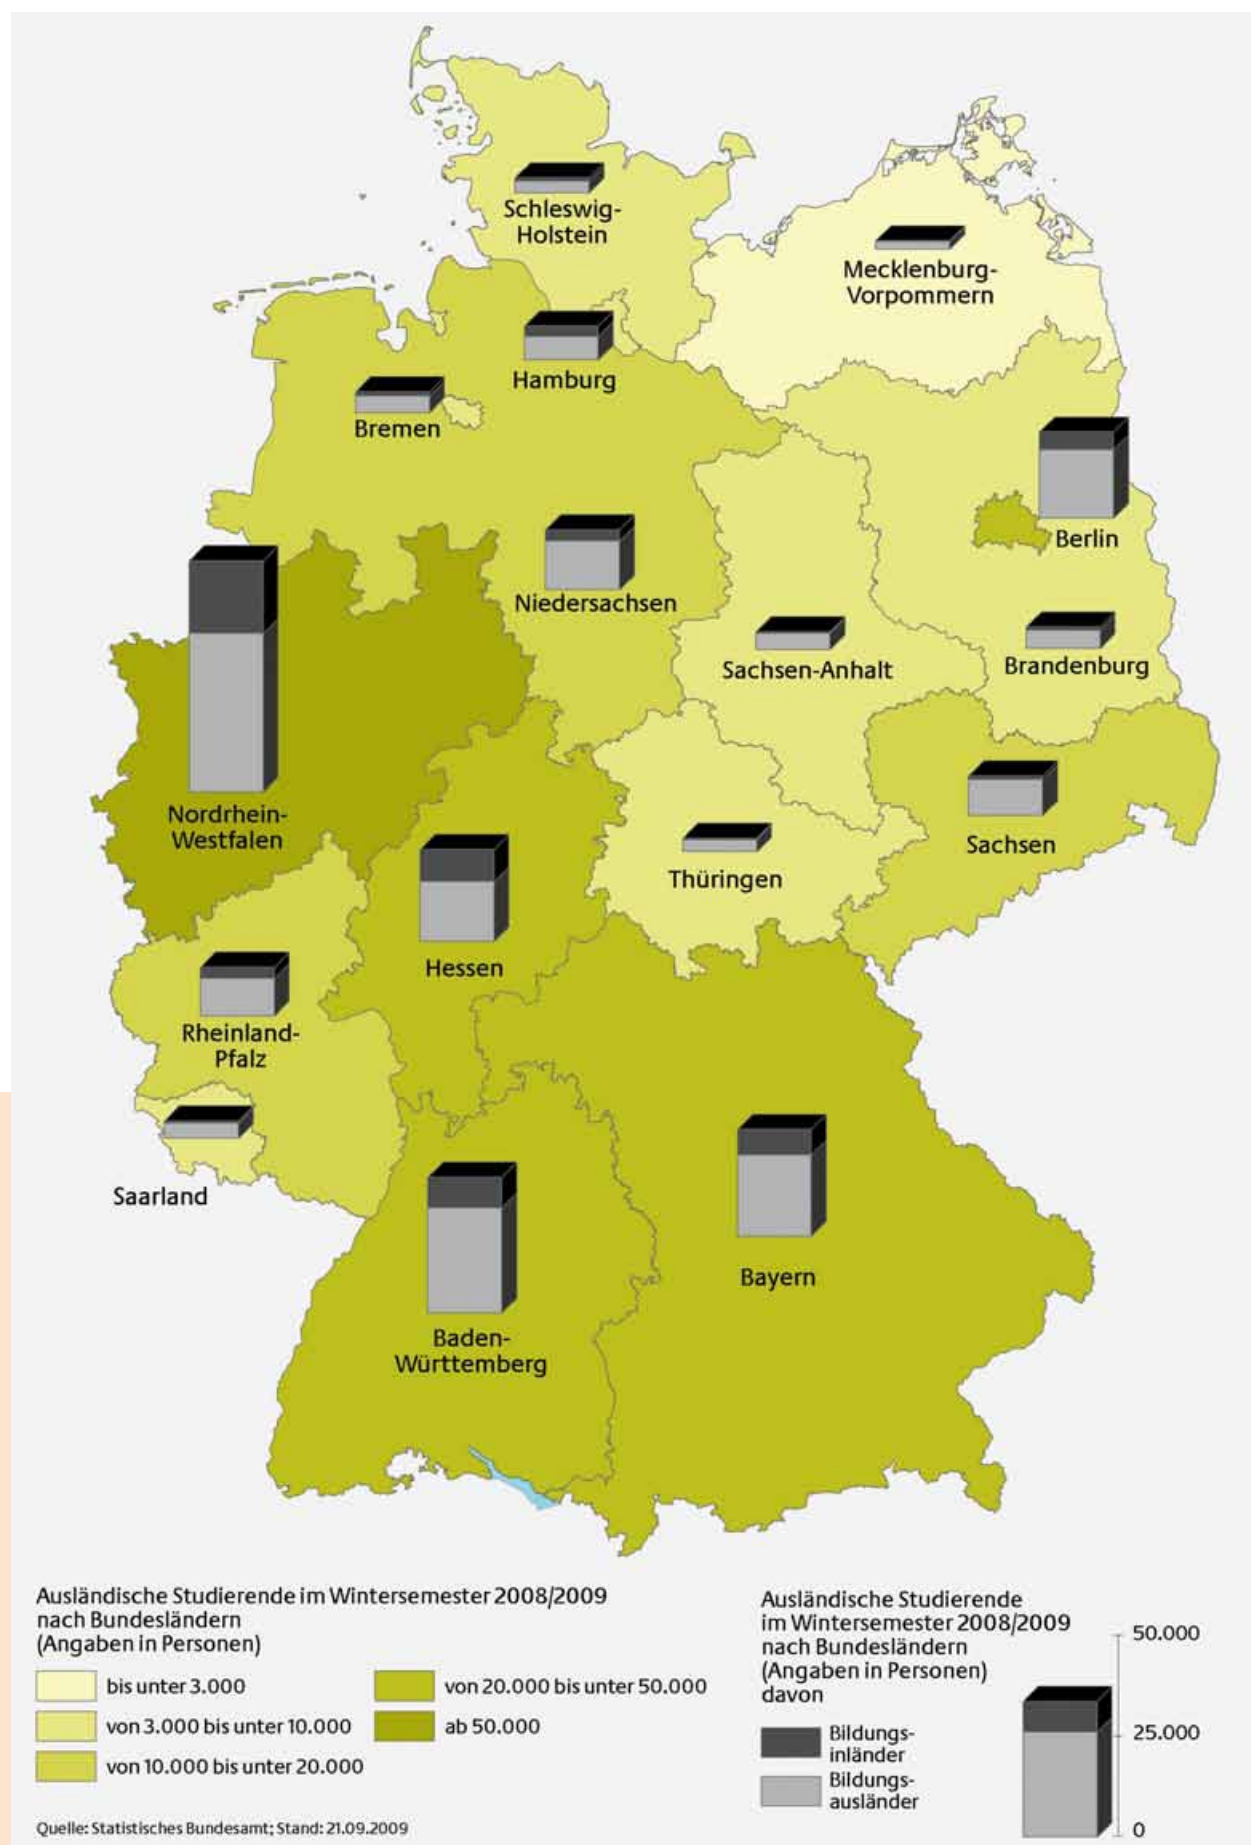 Schleswig-
Holstein
Mecklenburg-
Vorpommern
Hamburg
Bremen
Berlin
Niedersachsen
Sachsen-Anhalt
Brandenburg
Nordrhein-
Westfalen
Sachsen
Thüringen
Hessen
Rheinland-
Pfalz
Saarland
Bayern
Baden-
Württemberg
Ausländische Studierende im Wintersemester 2008/2009
nach Bundesländern
(Angaben in Personen)
bis unter 3.000
von 3.000 bis unter 10.000
von 10.000 bis unter 20.000
von 20.000 bis unter 50.000
ab 50.000
Quelle: Statistisches Bundesamt; Stand: 21.09.2009
Ausländische Studierende
im Wintersemester 2008/2009
nach Bundesländern
(Angaben in Personen)
davon
Bildungs-
inländer
Bildungs-
ausländer
50.000
25.000
0